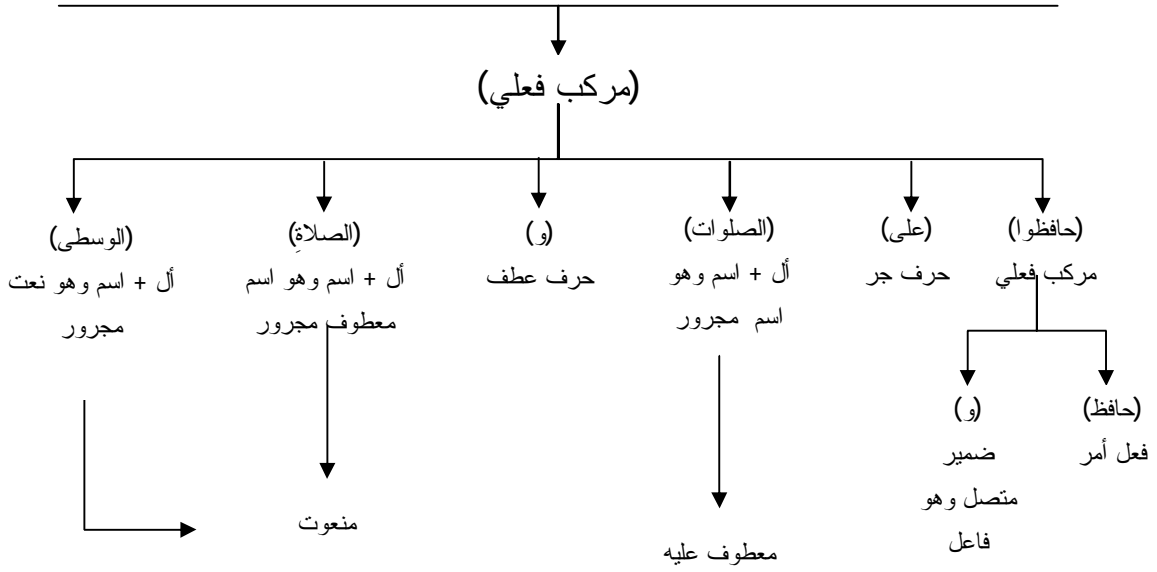 (مركب فعلي)
(حافظوا)
مركب فعلي
(على)
حرف جر
(الصلوات)
أل + اسم وهو
اسم مجرور
(و)
حرف عطف
(الصلاةِ)
أل + اسم وهو اسم
معطوف مجرور
(الوسطى)
أل + اسم وهو نعت
مجرور
(حافظ)
فعل أمر
(و)
ضمير
متصل وهو
فاعل
معطوف عليه
منعوت